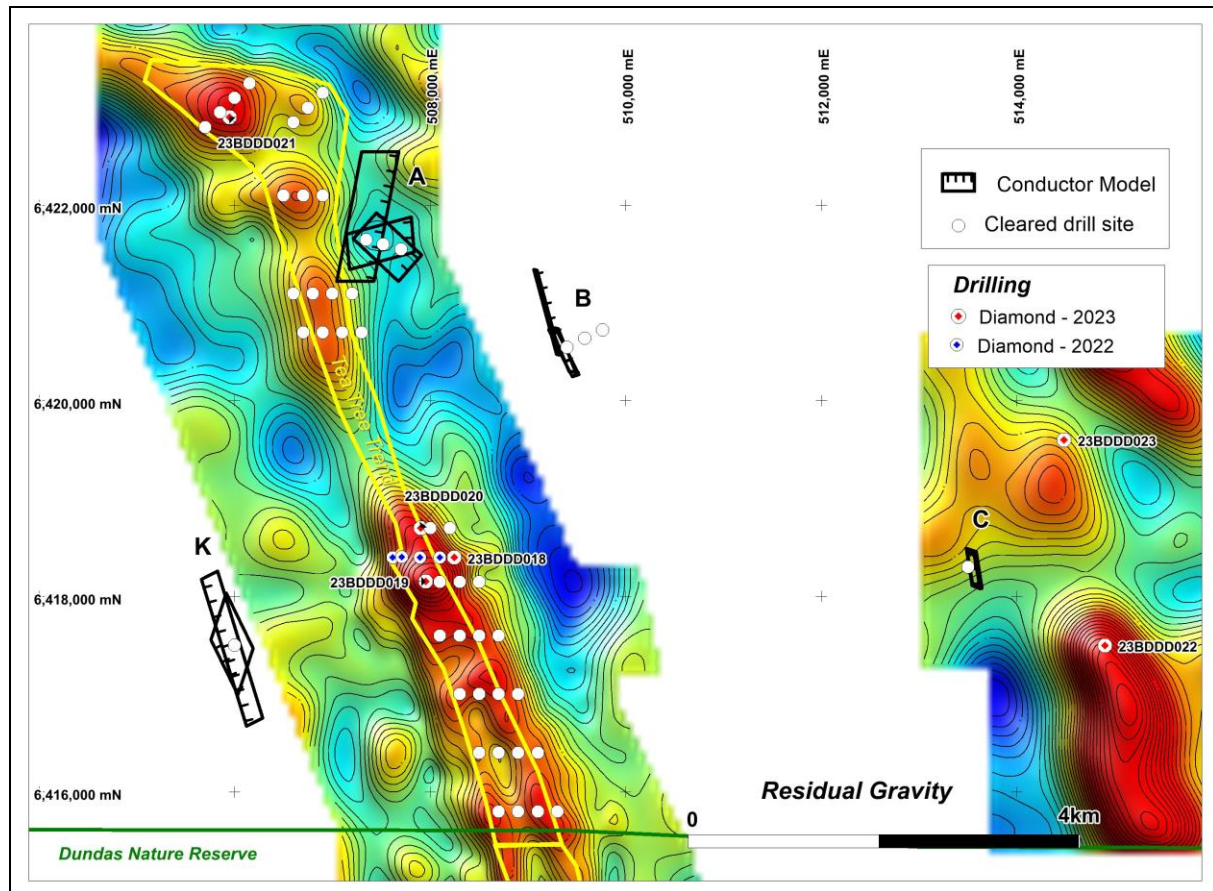 508,000 mE
510,000 mE
512,000 mE
514,000 mE
23BDDD021
A
6,422,000 mN
Conductor Model
Cleared drill site
B
Drilling
Diamond - 2023
Diamond - 2022
Tea Tree Trend
6,420,000 mN
23BDDD023
23BDDD020
C
K
23BDDD018
23BDDD019
6,418,000 mN
23BDDD022
6,416,000 mN
Residual Gravity
0
4km
Dundas Nature Reserve